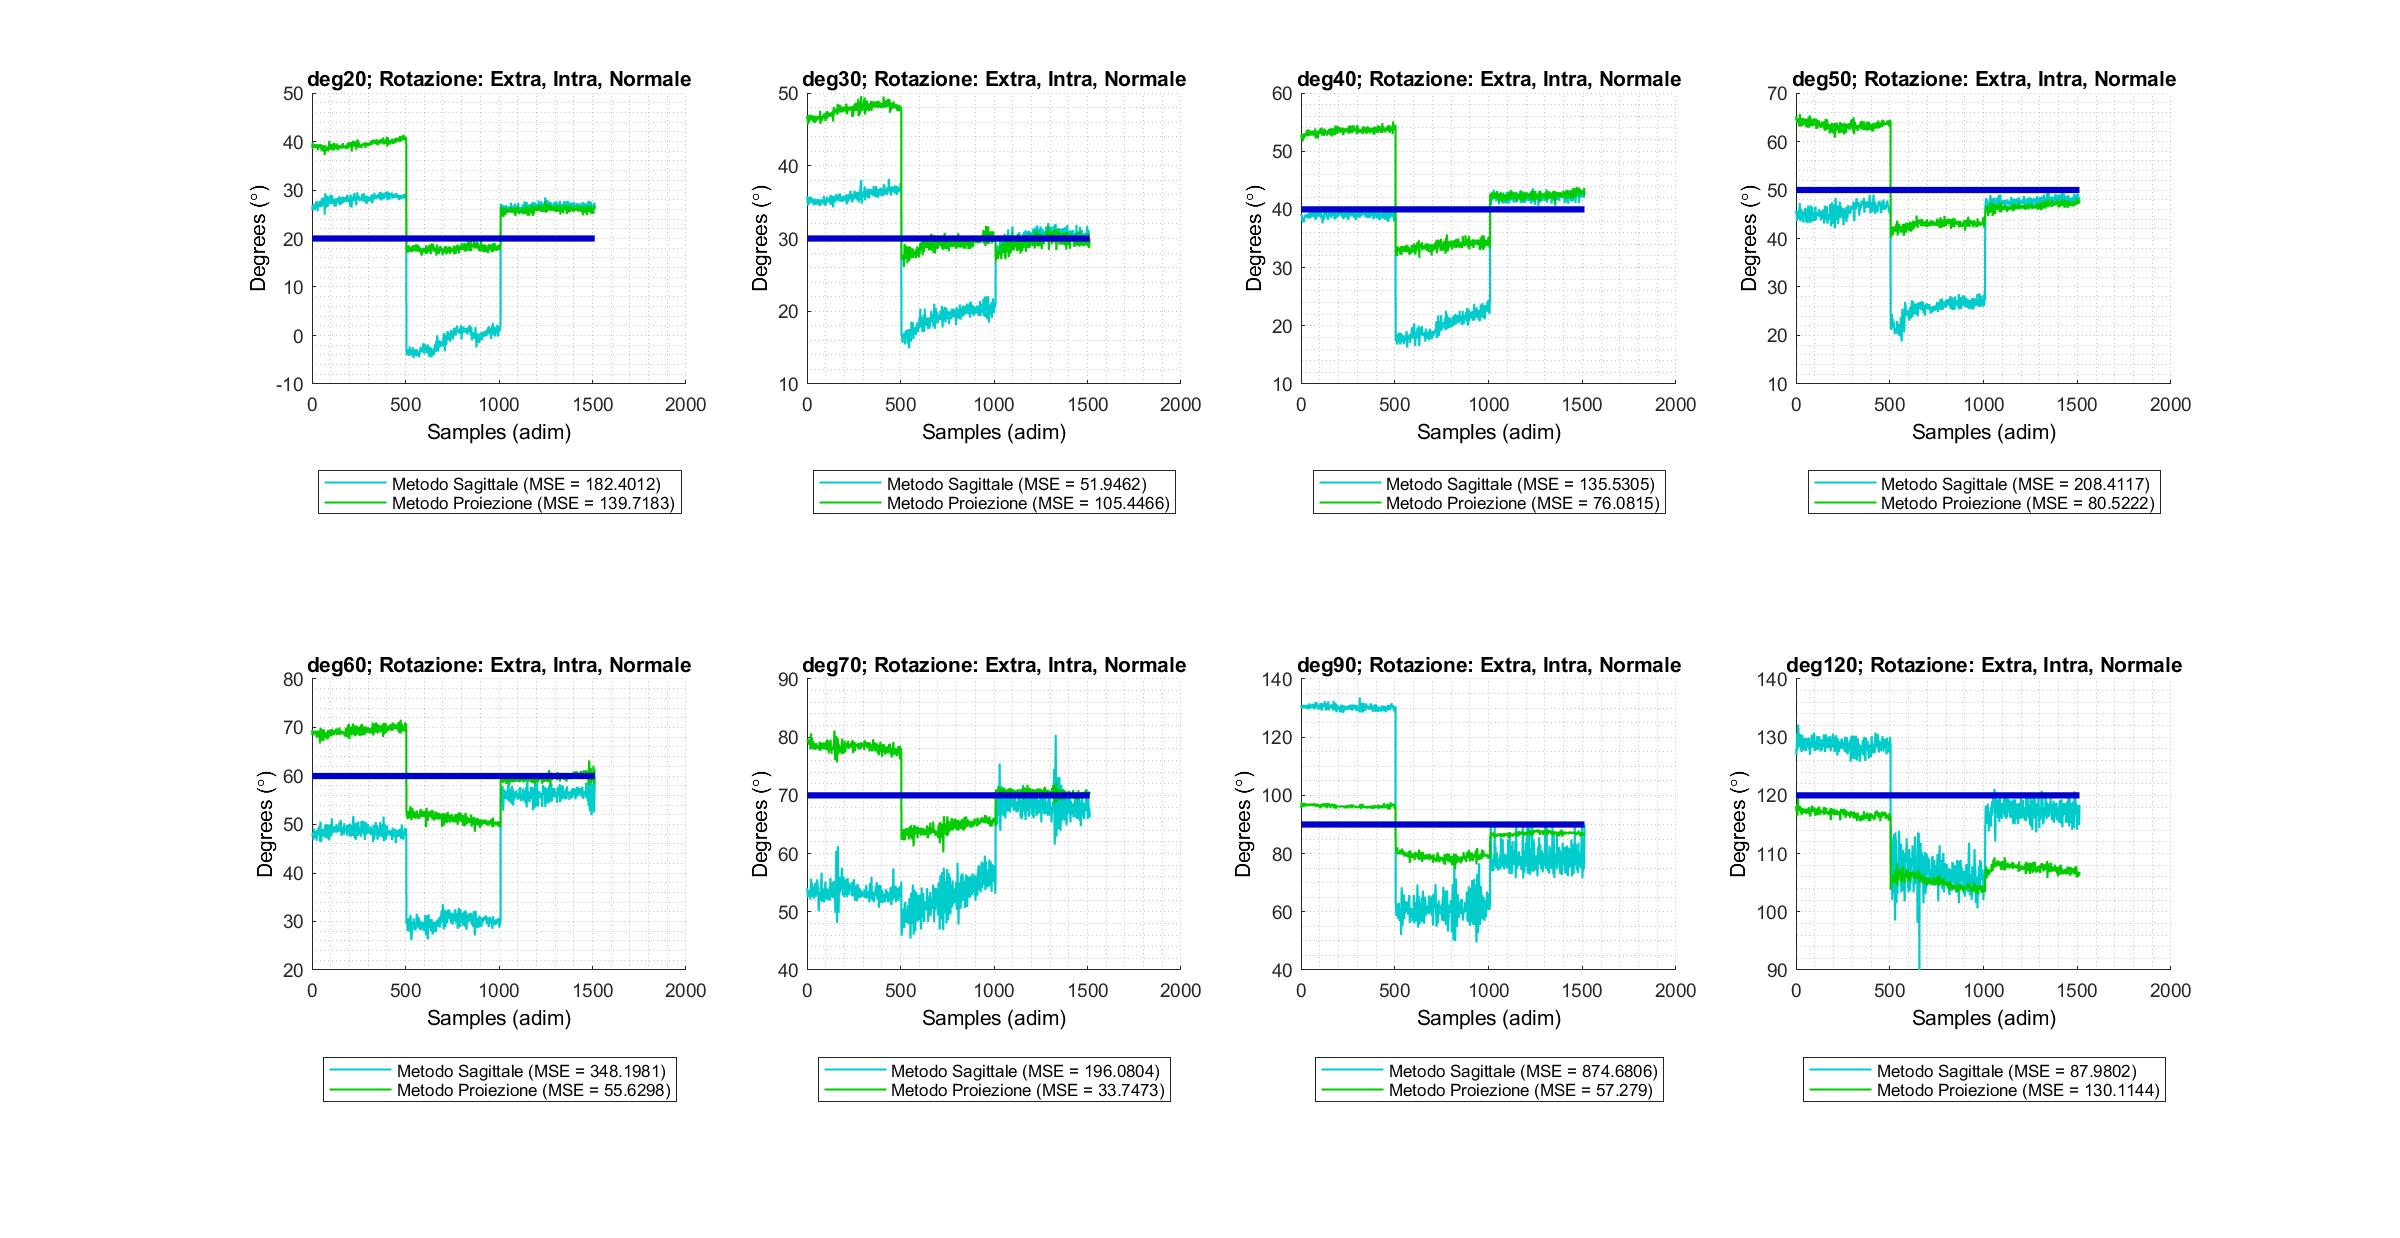 deg20; Rotazione: Extra, Intra, Normale
50
40
30
20
10
0
-10
Degrees (°)
0 500 1000 1500 2000
Samples (adim)
Metodo Sagittale (MSE = 182.4012)
Metodo Proiezione (MSE = 139.7183)
deg30; Rotazione: Extra, Intra, Normale
50
40
30
20
10
Degrees (°)
0 500 1000 1500 2000
Samples (adim)
Metodo Sagittale (MSE = 51.9462)
Metodo Proiezione (MSE = 105.4466)
deg40; Rotazione: Extra, Intra, Normale
60
50
40
30
20
10
Degrees (°)
0 500 1000 1500 2000
Samples (adim)
Metodo Sagittale (MSE = 135.5305)
Metodo Proiezione (MSE = 76.0815)
deg50; Rotazione: Extra, Intra, Normale
70
60
50
40
30
20
10
Degrees (°)
0 500 1000 1500 2000
Samples (adim)
Metodo Sagittale (MSE = 208.4117)
Metodo Proiezione (MSE = 80.5222)
deg60; Rotazione: Extra, Intra, Normale
80
70
60
50
40
30
20
Degrees (°)
0 500 1000 1500 2000
Samples (adim)
Metodo Sagittale (MSE = 348.1981)
Metodo Proiezione (MSE = 55.6298)
deg70; Rotazione: Extra, Intra, Normale
90
80
70
60
50
40
Degrees (°)
0 500 1000 1500 2000
Samples (adim)
Metodo Sagittale (MSE = 196.0804)
Metodo Proiezione (MSE = 33.7473)
deg90; Rotazione: Extra, Intra, Normale
140
120
100
80
60
40
Degrees (°)
0 500 1000 1500 2000
Samples (adim)
Metodo Sagittale (MSE = 874.6806)
Metodo Proiezione (MSE = 57.279)
deg120; Rotazione: Extra, Intra, Normale
140
130
120
110
100
90
Degrees (°)
0 500 1000 1500 2000
Samples (adim)
Metodo Sagittale (MSE = 87.9802)
Metodo Proiezione (MSE = 130.1144)